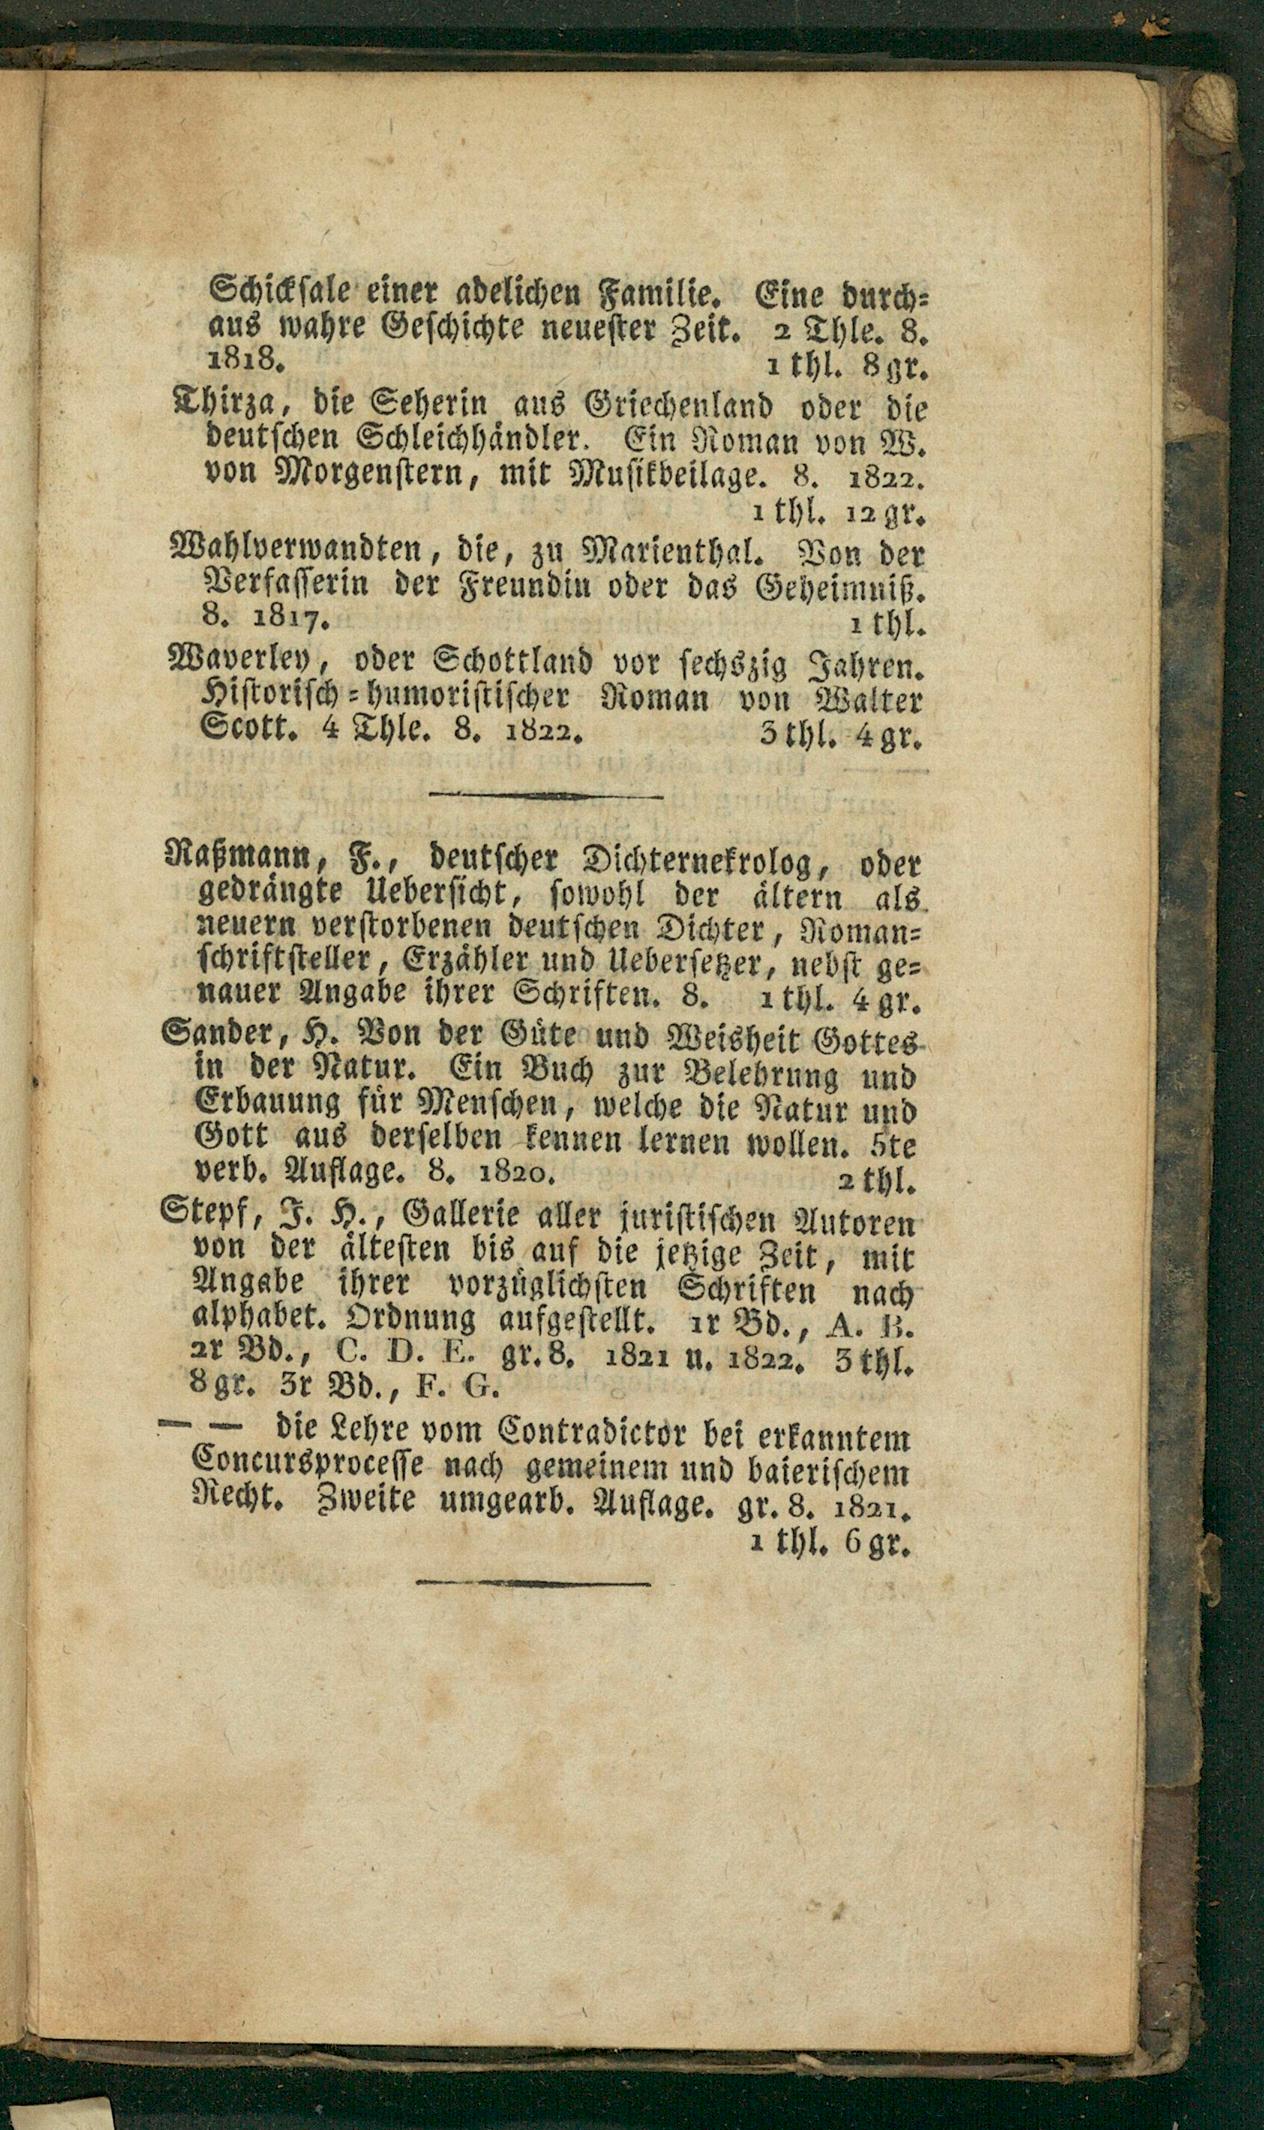 Schicksale einer adelichen Familie. Eine durch-
aus wahre Geschichte neuester Zeit. 2 Thle. 8.
1818. 1 thl. 8 gr.
Thirza, die Seherin aus Griechenland oder die
deutschen Schleichhändler. Ein Roman von W.
von Morgenstern, mit Musikbeilage. 8. 1822.
1 thl. 12 gr.
Wahlverwandten, die, zu Marienthal. Von der
Verfasserin der Freundin oder das Geheimniß.
8. 1817. 1 thl.
Waverley, oder Schottland vor sechszig Jahren.
Historisch-humoristischer Roman von Walter
Scott. 4 Thle. 8. 1822. 3 thl. 4 gr.
Raßmann, F., deutscher Dichternekrolog, oder
gedrängte Uebersicht, sowohl der ältern als
neuern verstorbenen deutschen Dichter, Roman-
schriftsteller, Erzähler und Uebersetzer, nebst ge-
nauer Angabe ihrer Schriften. 8. 1 thl. 4 gr.
Sander, H. Von der Güte und Weisheit Gottes
in der Natur. Ein Buch zur Belehrung und
Erbauung für Menschen, welche die Natur und
Gott aus derselben kennen lernen wollen. 5te
verb. Auflage. 8. 1820. 2 thl.
Stepf, J. H., Gallerie aller juristischen Autoren
von der ältesten bis auf die jetzige Zeit, mit
Angabe ihrer vorzüglichsten Schriften nach
alphabet. Ordnung aufgestellt. 1r Bd., A. B.
2r Bd., C. D. E. gr. 8. 1821 u. 1822. 3 thl.
8 gr. 3r Bd., F. G.
— — die Lehre vom Contradictor bei erkanntem
Concursprocesse nach gemeinem und baierischem
Recht. Zweite umgearb. Auflage. gr. 8. 1821.
1 thl. 6 gr.